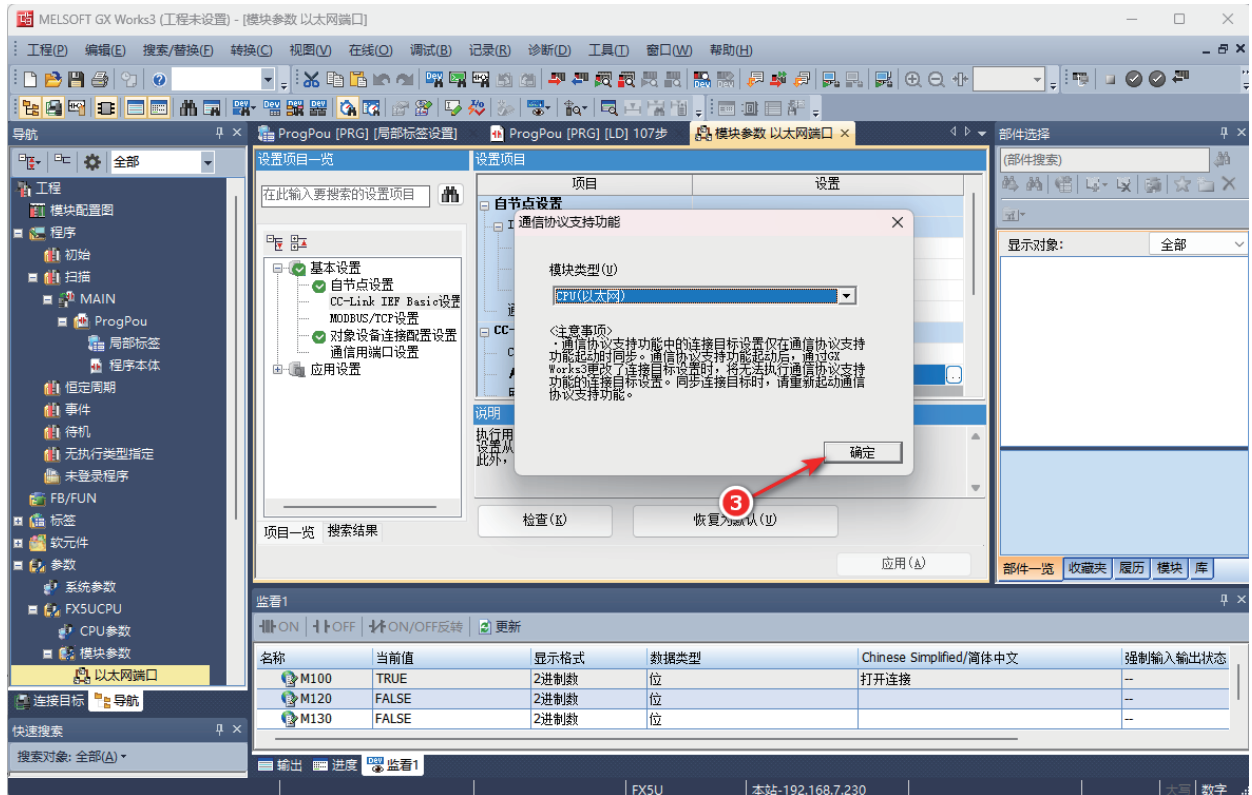 MELSOFT GX Works3 (工程未设置) - [模块参数 以太网端口]
工程(P) 编辑(E) 搜索/替换(F) 转换(C) 视图(V) 在线(O) 调试(B) 记录(R) 诊断(D) 工具(T) 窗口(W) 帮助(H)
导航
全部
工程
模块配置图
程序
初始
扫描
MAIN
ProgPou
局部标签
程序本体
恒定周期
事件
待机
无执行类型指定
未登录程序
FB/FUN
标签
软元件
参数
系统参数
FX5UCPU
CPU参数
模块参数
以太网端口
连接目标 导航
快速搜索
搜索对象: 全部(A)
ProgPou [PRG] [局部标签设置] ProgPou [PRG] [LD] 107步 模块参数 以太网端口
设置项目一览
在此输入要搜索的设置项目
基本设置
自节点设置
CC-Link IEF Basic设置
MODBUS/TCP设置
对象设备连接配置设置
通信用端口设置
应用设置
项目一览 搜索结果
设置项目
项目 设置
自节点设置
CC-
说明
执行用
设置从
此外，
检查(K)
恢复为默认(U)
应用(A)
通信协议支持功能
模块类型(U)
CPU(以太网)
<注意事项>
・通信协议支持功能中的连接目标设置仅在通信协议支持
功能起动时同步。通信协议支持功能起动后，通过GX
Works3更改了连接目标设置时，将无法执行通信协议支持
功能的连接目标设置。同步连接目标时，请重新起动通信
协议支持功能。
确定
3
部件选择
(部件搜索)
显示对象: 全部
部件一览 收藏夹 履历 模块 库
监看1
ON OFF ON/OFF反转 更新
名称 当前值 显示格式 数据类型 Chinese Simplified/简体中文 强制输入输出状态
M100 TRUE 2进制数 位 打开连接 --
M120 FALSE 2进制数 位 --
M130 FALSE 2进制数 位 --
输出 进度 监看1
FX5U 本站-192.168.7.230 大写 数字